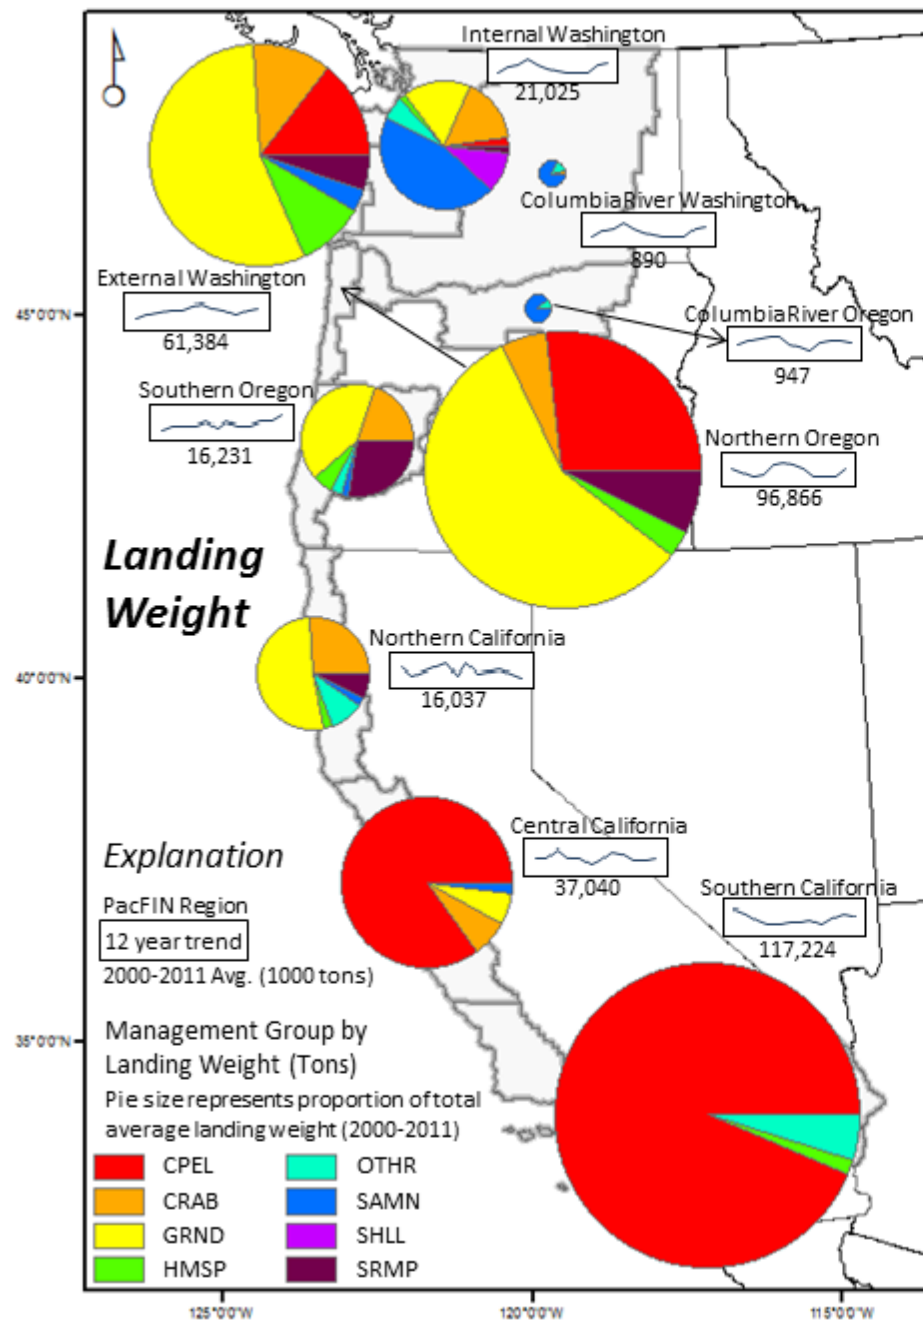 Internal Washington
21,025
ColumbiaRiver Washington
890
External Washington
61,384
45°0'0"N
ColumbiaRiver Oregon
947
Southern Oregon
16,231
Northern Oregon
96,866
Landing
Weight
Northern California
16,037
40°0'0"N
Central California
37,040
Southern California
117,224
Explanation
PacFIN Region
12 year trend
2000-2011 Avg. (1000 tons)
35°0'0"N
Management Group by
Landing Weight (Tons)
Pie size represents proportion of total
average landing weight (2000-2011)
CPEL
OTHR
CRAB
SAMN
GRND
SHLL
HMSP
SRMP
125°0'0"W
120°0'0"W
115°0'0"W